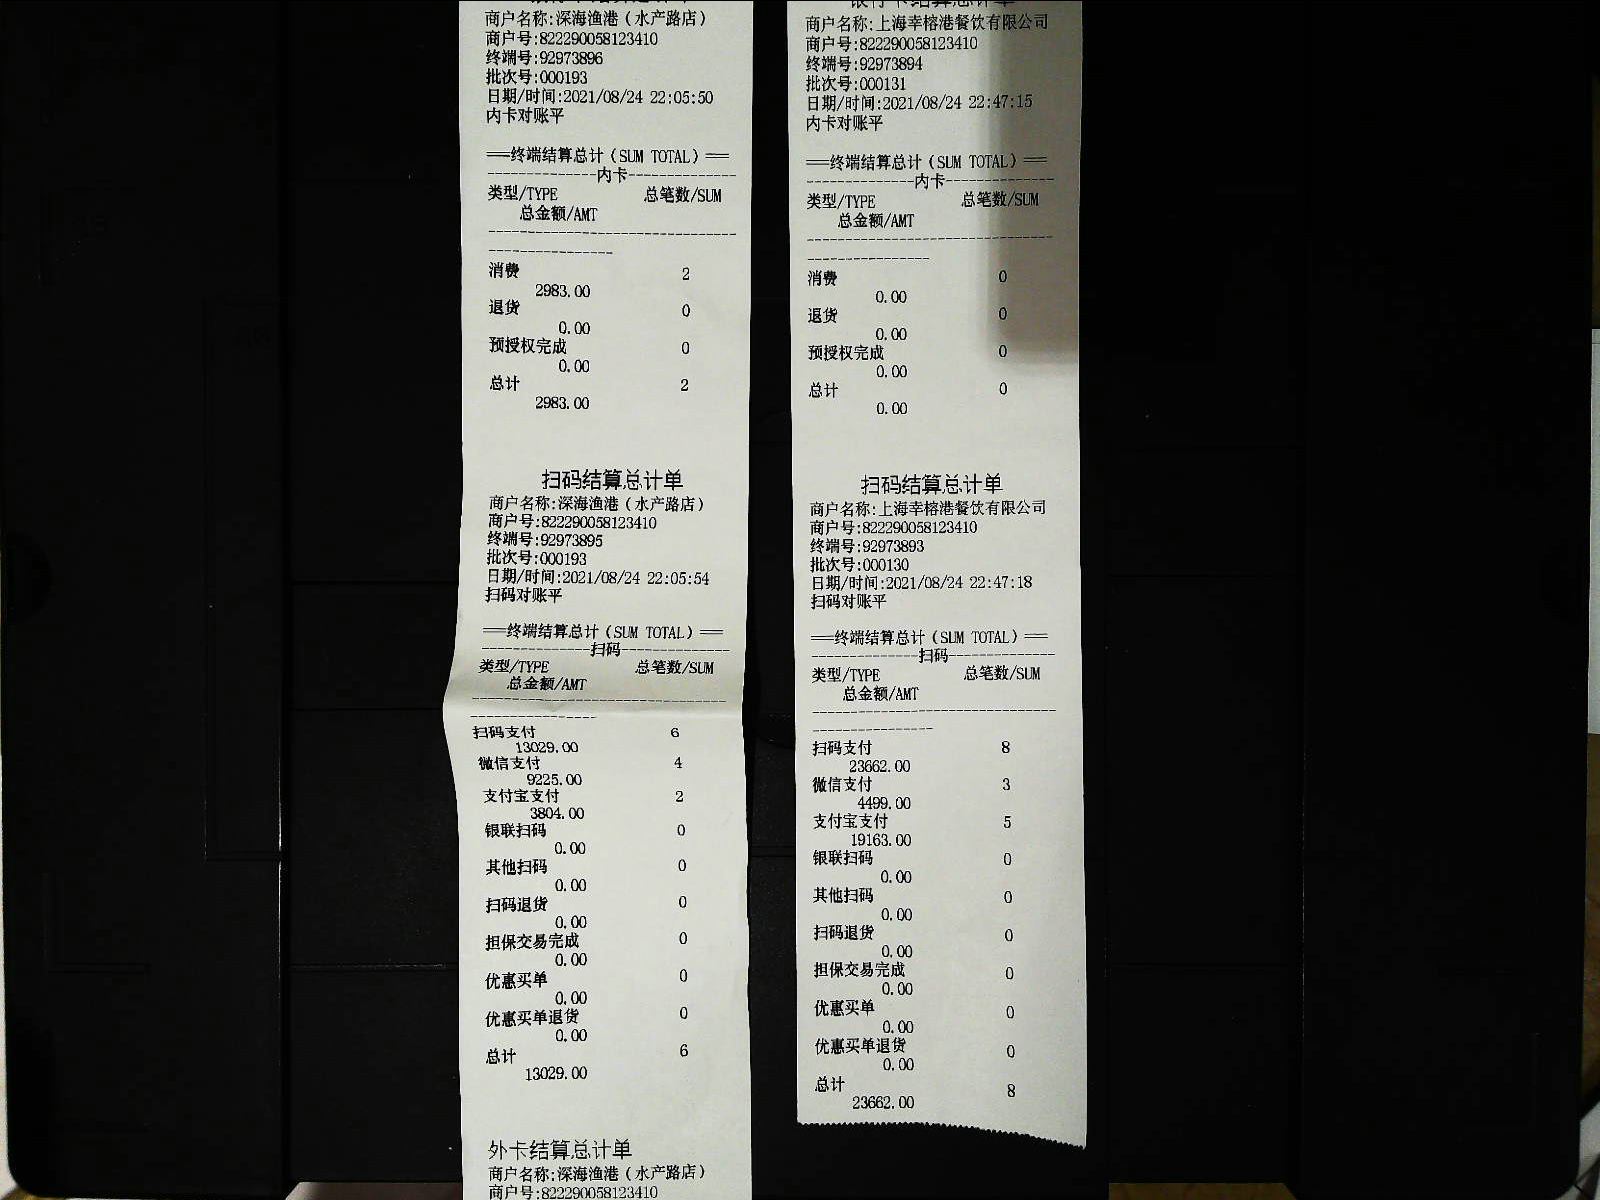 商户名称:深海渔港(水产路店)
商户号:822290058123410
终端号:92973896
批次号:000193
日期/时间:2021/08/24 22:05:50
内卡对账平
==终端结算总计(SUM TOTAL)==
---------------内卡---------------
类型/TYPE 总笔数/SUM
总金额/AMT
消费 2
2983.00
退货 0
0.00
预授权完成 0
0.00
总计 2
2983.00
扫码结算总计单
商户名称:深海渔港(水产路店)
商户号:822290058123410
终端号:92973895
批次号:000193
日期/时间:2021/08/24 22:05:54
扫码对账平
==终端结算总计(SUM TOTAL)==
---------------扫码---------------
类型/TYPE 总笔数/SUM
总金额/AMT
扫码支付 6
13029.00
微信支付 4
9225.00
支付宝支付 2
3804.00
银联扫码 0
0.00
其他扫码 0
0.00
扫码退货 0
0.00
担保交易完成 0
0.00
优惠买单 0
0.00
优惠买单退货 0
0.00
总计 6
13029.00
外卡结算总计单
商户名称:深海渔港(水产路店)
商户号:822290058123410
银行卡结算总计单
商户名称:上海幸榕港餐饮有限公司
商户号:822290058123410
终端号:92973894
批次号:000131
日期/时间:2021/08/24 22:47:15
内卡对账平
==终端结算总计(SUM TOTAL)==
---------------内卡---------------
类型/TYPE 总笔数/SUM
总金额/AMT
消费 0
0.00
退货 0
0.00
预授权完成 0
0.00
总计 0
0.00
扫码结算总计单
商户名称:上海幸榕港餐饮有限公司
商户号:822290058123410
终端号:92973893
批次号:000130
日期/时间:2021/08/24 22:47:18
扫码对账平
==终端结算总计(SUM TOTAL)==
---------------扫码---------------
类型/TYPE 总笔数/SUM
总金额/AMT
扫码支付 8
23662.00
微信支付 3
4499.00
支付宝支付 5
19163.00
银联扫码 0
0.00
其他扫码 0
0.00
扫码退货 0
0.00
担保交易完成 0
0.00
优惠买单 0
0.00
优惠买单退货 0
0.00
总计 8
23662.00